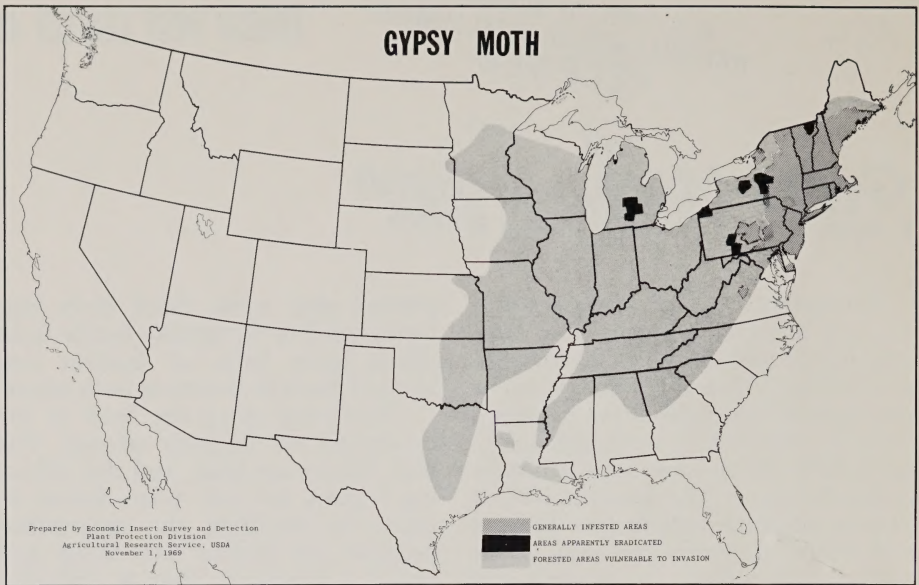 GYPSY MOTH
Prepared by Economic Insect Survey and Detection
Plant Protection Division
Agricultural Research Service, USDA
November 1, 1969
GENERALLY INFESTED AREAS
AREAS APPARENTLY ERADICATED
FORESTED AREAS VULNERABLE TO INVASION